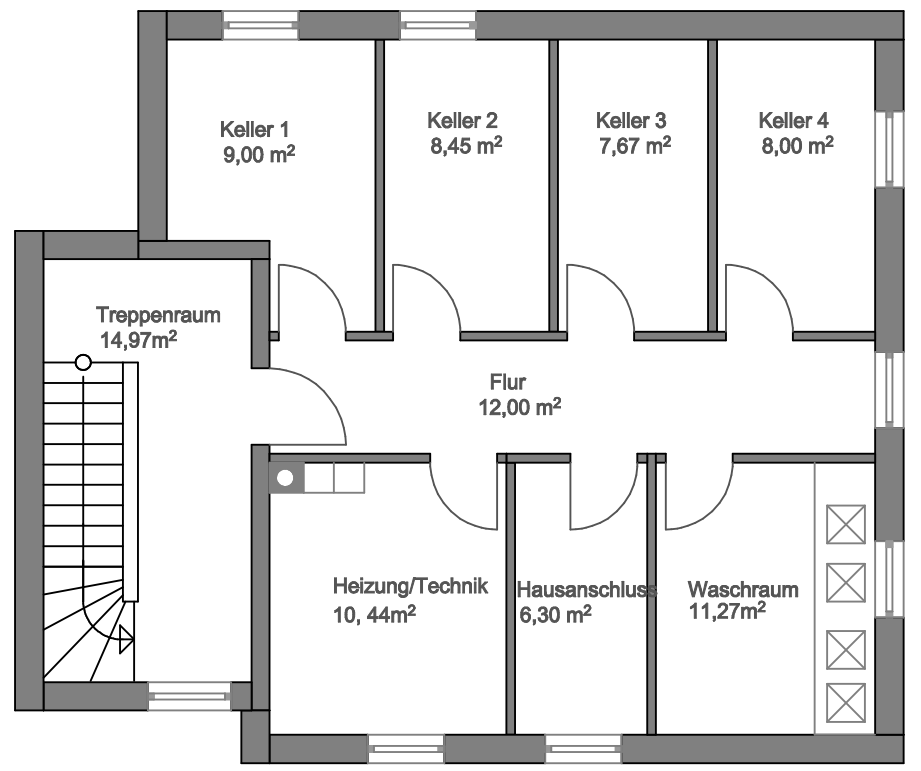 Keller 1
9,00 m²
Keller 2
8,45 m²
Keller 3
7,67 m²
Keller 4
8,00 m²
Treppenraum
14,97m²
Flur
12,00 m²
Heizung/Technik
10, 44m²
Hausanschluss
6,30 m²
Waschraum
11,27m²